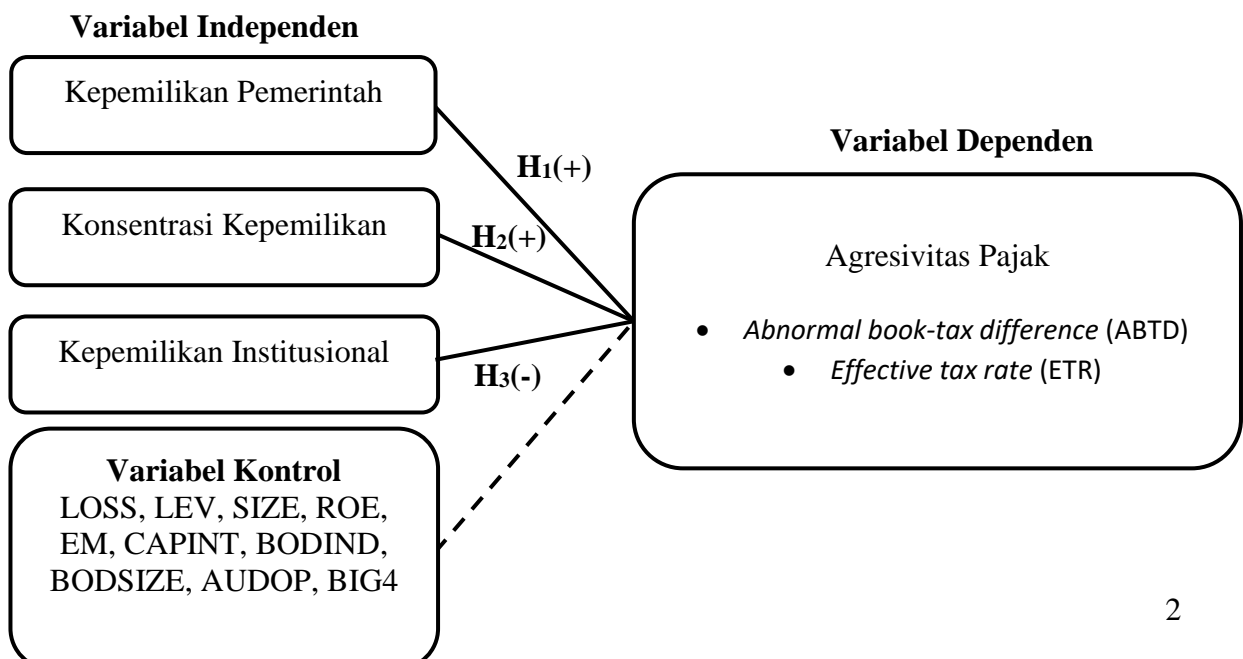 Variabel Independen
Kepemilikan Pemerintah
Konsentrasi Kepemilikan
Kepemilikan Institusional
Variabel Kontrol
LOSS, LEV, SIZE, ROE,
EM, CAPINT, BODIND,
BODSIZE, AUDOP, BIG4
H1(+)
H2(+)
H3(-)
Variabel Dependen
Agresivitas Pajak
• Abnormal book-tax difference (ABTD)
• Effective tax rate (ETR)
2